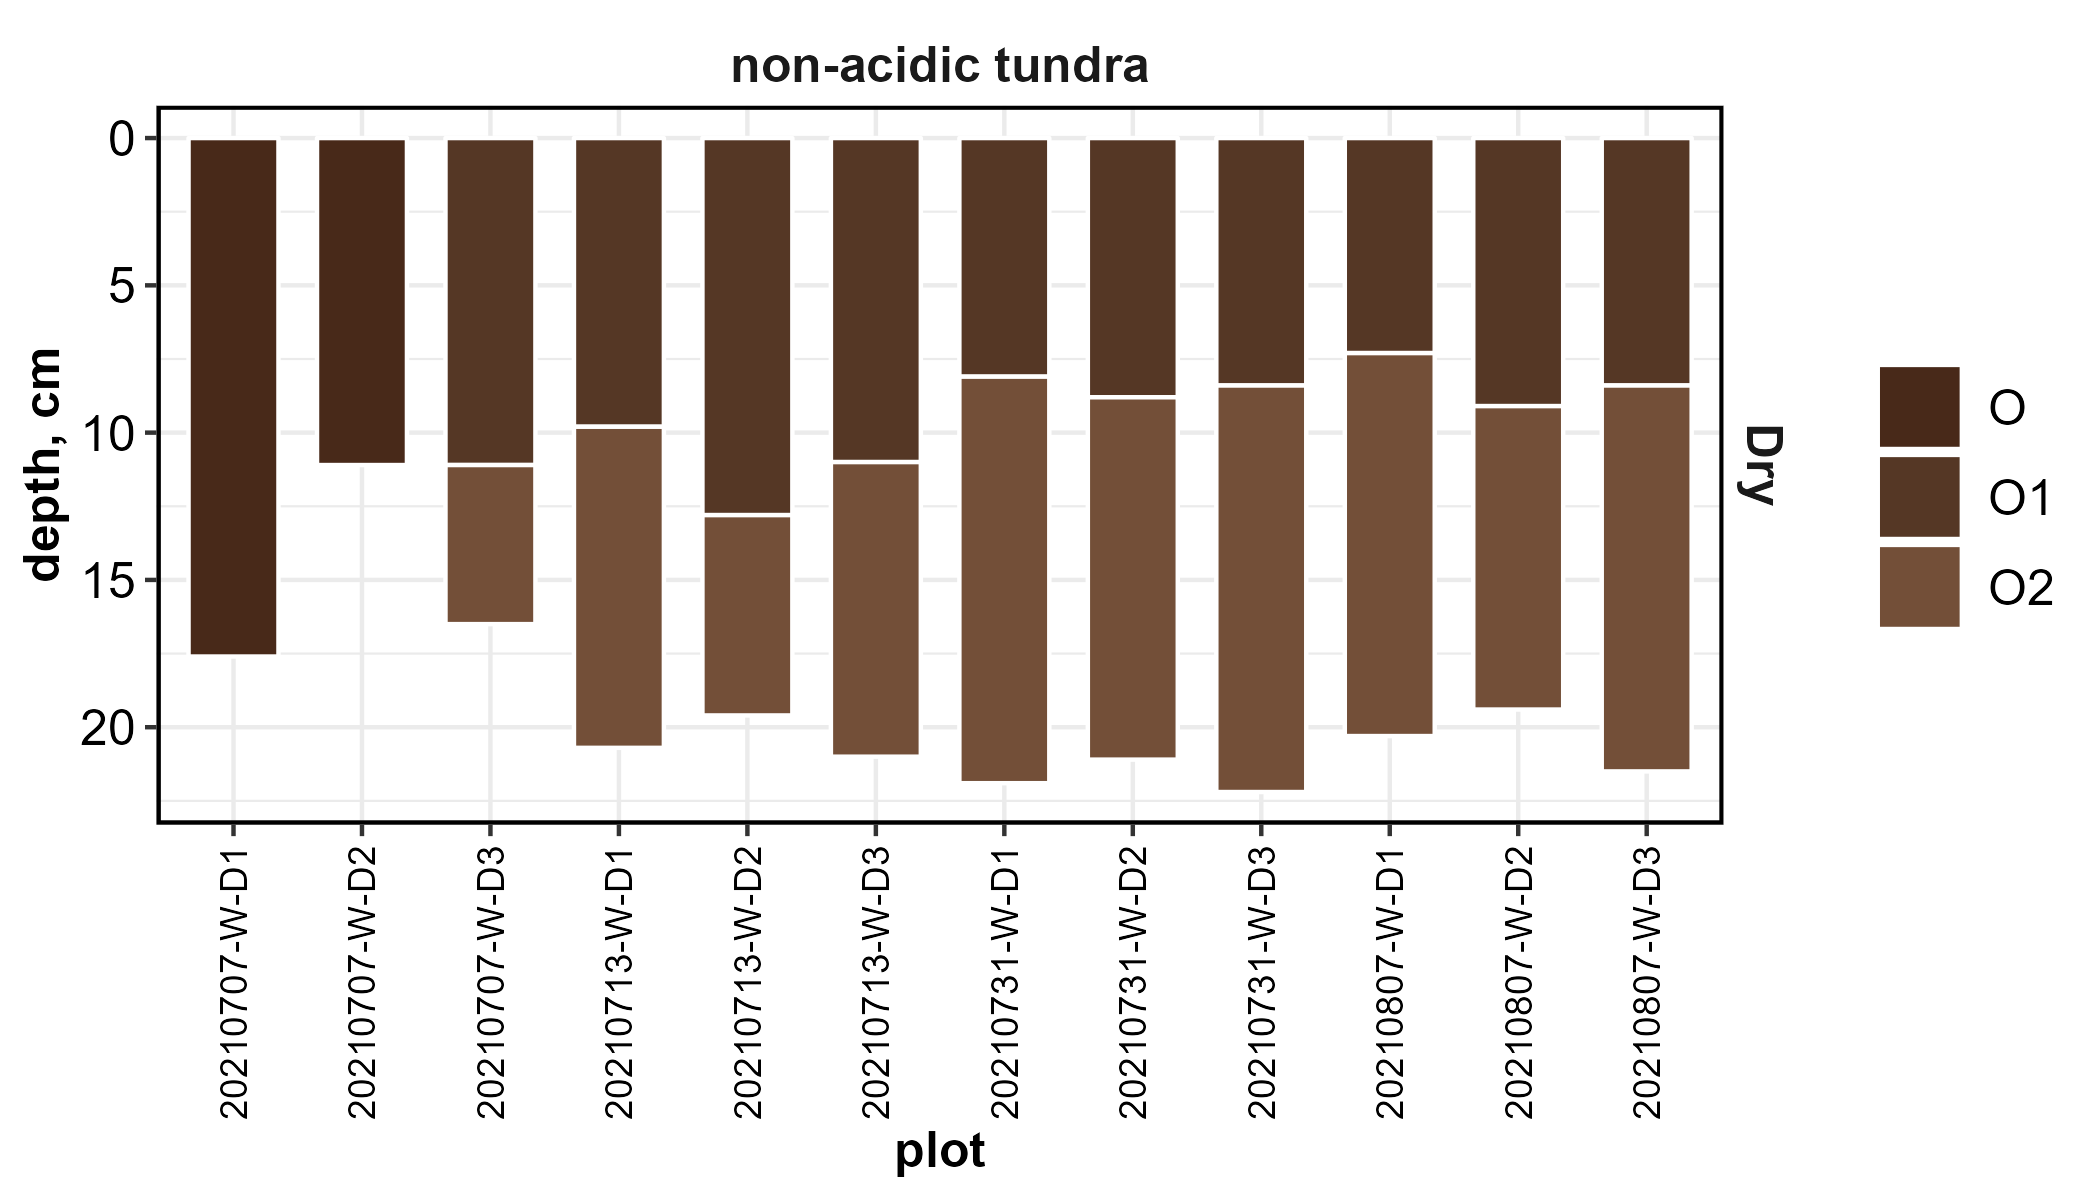 non-acidic tundra
depth, cm
0
5
10
15
20
Dry
O
O1
O2
20210707-W-D1
20210707-W-D2
20210707-W-D3
20210713-W-D1
20210713-W-D2
20210713-W-D3
20210731-W-D1
20210731-W-D2
20210731-W-D3
20210807-W-D1
20210807-W-D2
20210807-W-D3
plot